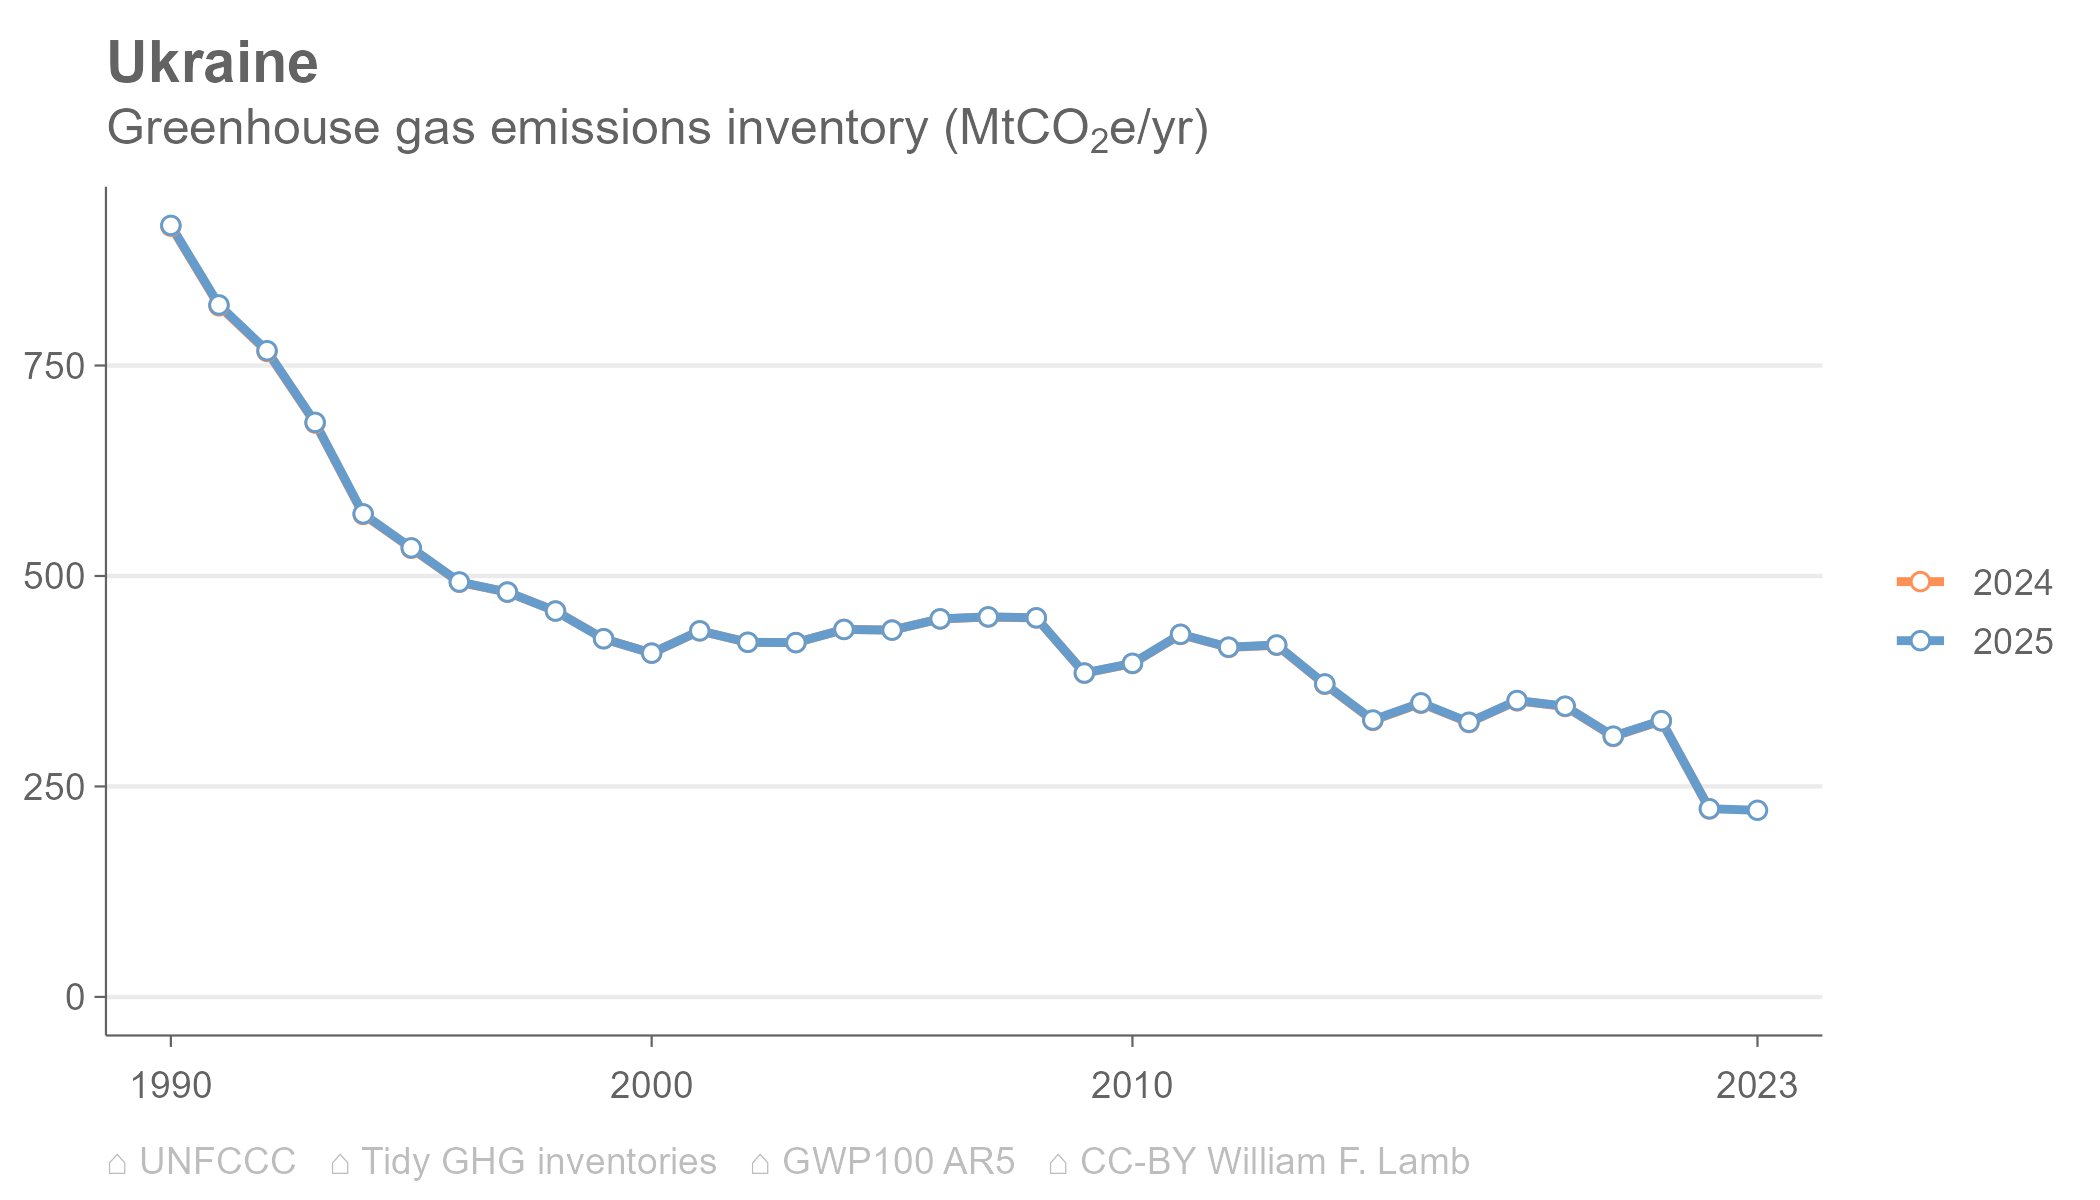 Ukraine
Greenhouse gas emissions inventory (MtCO₂e/yr)
750
500
250
0
1990 2000 2010 2023
2024
2025
⌂ UNFCCC ⌂ Tidy GHG inventories ⌂ GWP100 AR5 ⌂ CC-BY William F. Lamb